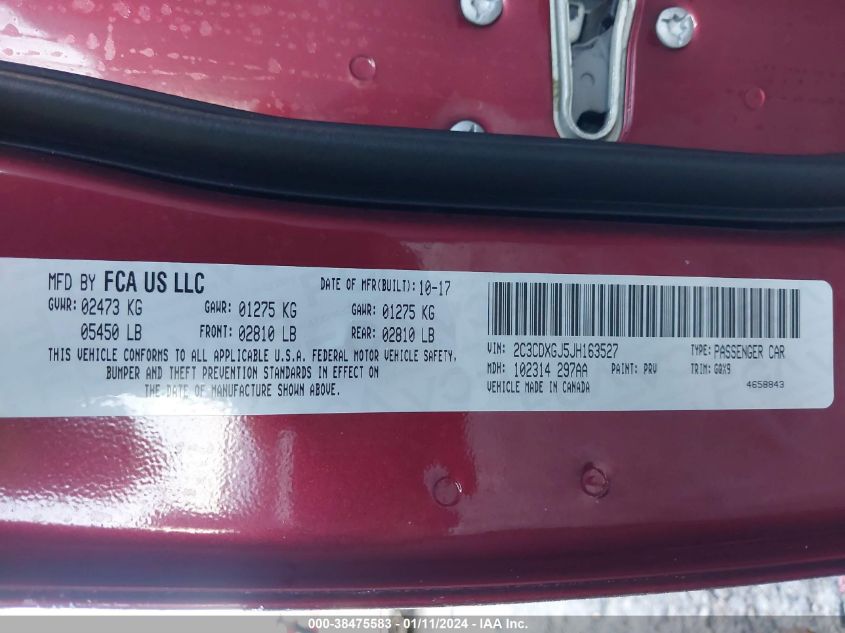 MFD BY FCA US LLC
DATE OF MFR(BUILT): 10-17
GVWR: 02473 KG GAWR: 01275 KG GAWR: 01275 KG
05450 LB FRONT: 02810 LB REAR: 02810 LB
THIS VEHICLE CONFORMS TO ALL APPLICABLE U.S.A. FEDERAL MOTOR VEHICLE SAFETY,
BUMPER AND THEFT PREVENTION STANDARDS IN EFFECT ON
THE DATE OF MANUFACTURE SHOWN ABOVE.
VIN: 2C3CDXGJ5JH163527 TYPE: PASSENGER CAR
MDH: 102314 297AA PAINT: PRV TRIM: GQX9
VEHICLE MADE IN CANADA 4658843
000-38475583 - 01/11/2024 - IAA Inc.